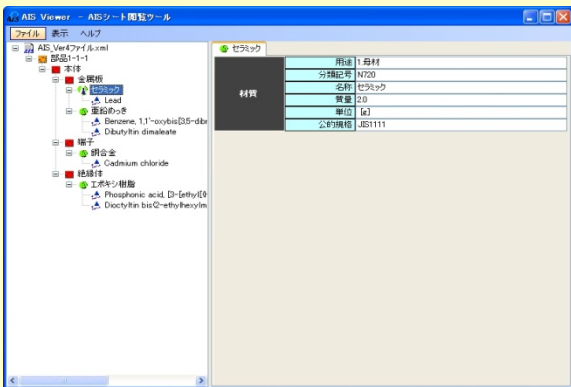 AIS Viewer - AISシート閲覧ツール
ファイル 表示 ヘルプ
AIS_Ver4ファイル.xml
部品1-1-1
本体
金属板
セラミック
Lead
亜鉛めっき
Benzene, 1,1'-oxybis[3,5-dibr
Dibutyltin dimaleate
端子
銅合金
Cadmium chloride
絶縁体
エポキシ樹脂
Phosphonic acid, [3-[ethyl[(
Dioctyltin bis(2-ethylhexylm
セラミック
材質
用途 1.母材
分類記号 N720
名称 セラミック
質量 2.0
単位 [g]
公的規格 JIS1111